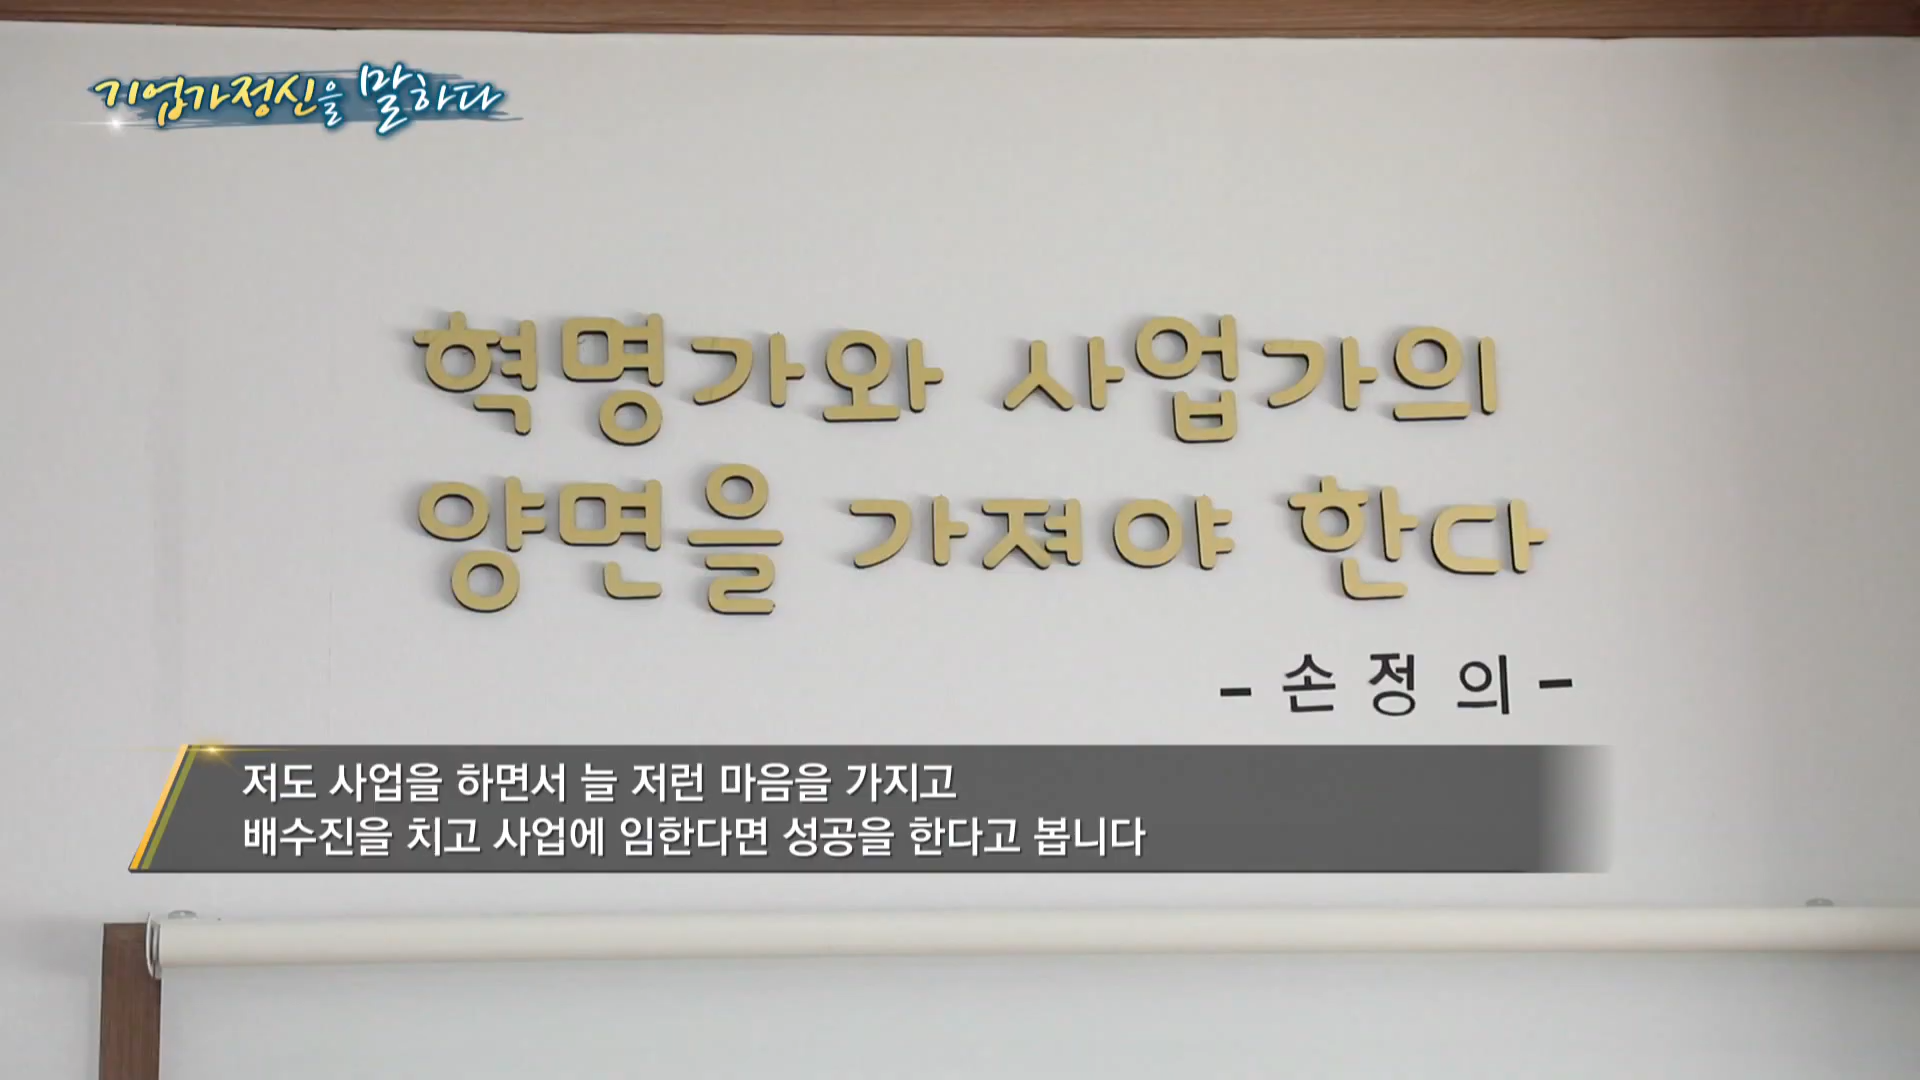 기업가정신을 말하다
혁명가와 사업가의
양면을 가져야 한다
- 손정의 -
저도 사업을 하면서 늘 저런 마음을 가지고
배수진을 치고 사업에 임한다면 성공을 한다고 봅니다